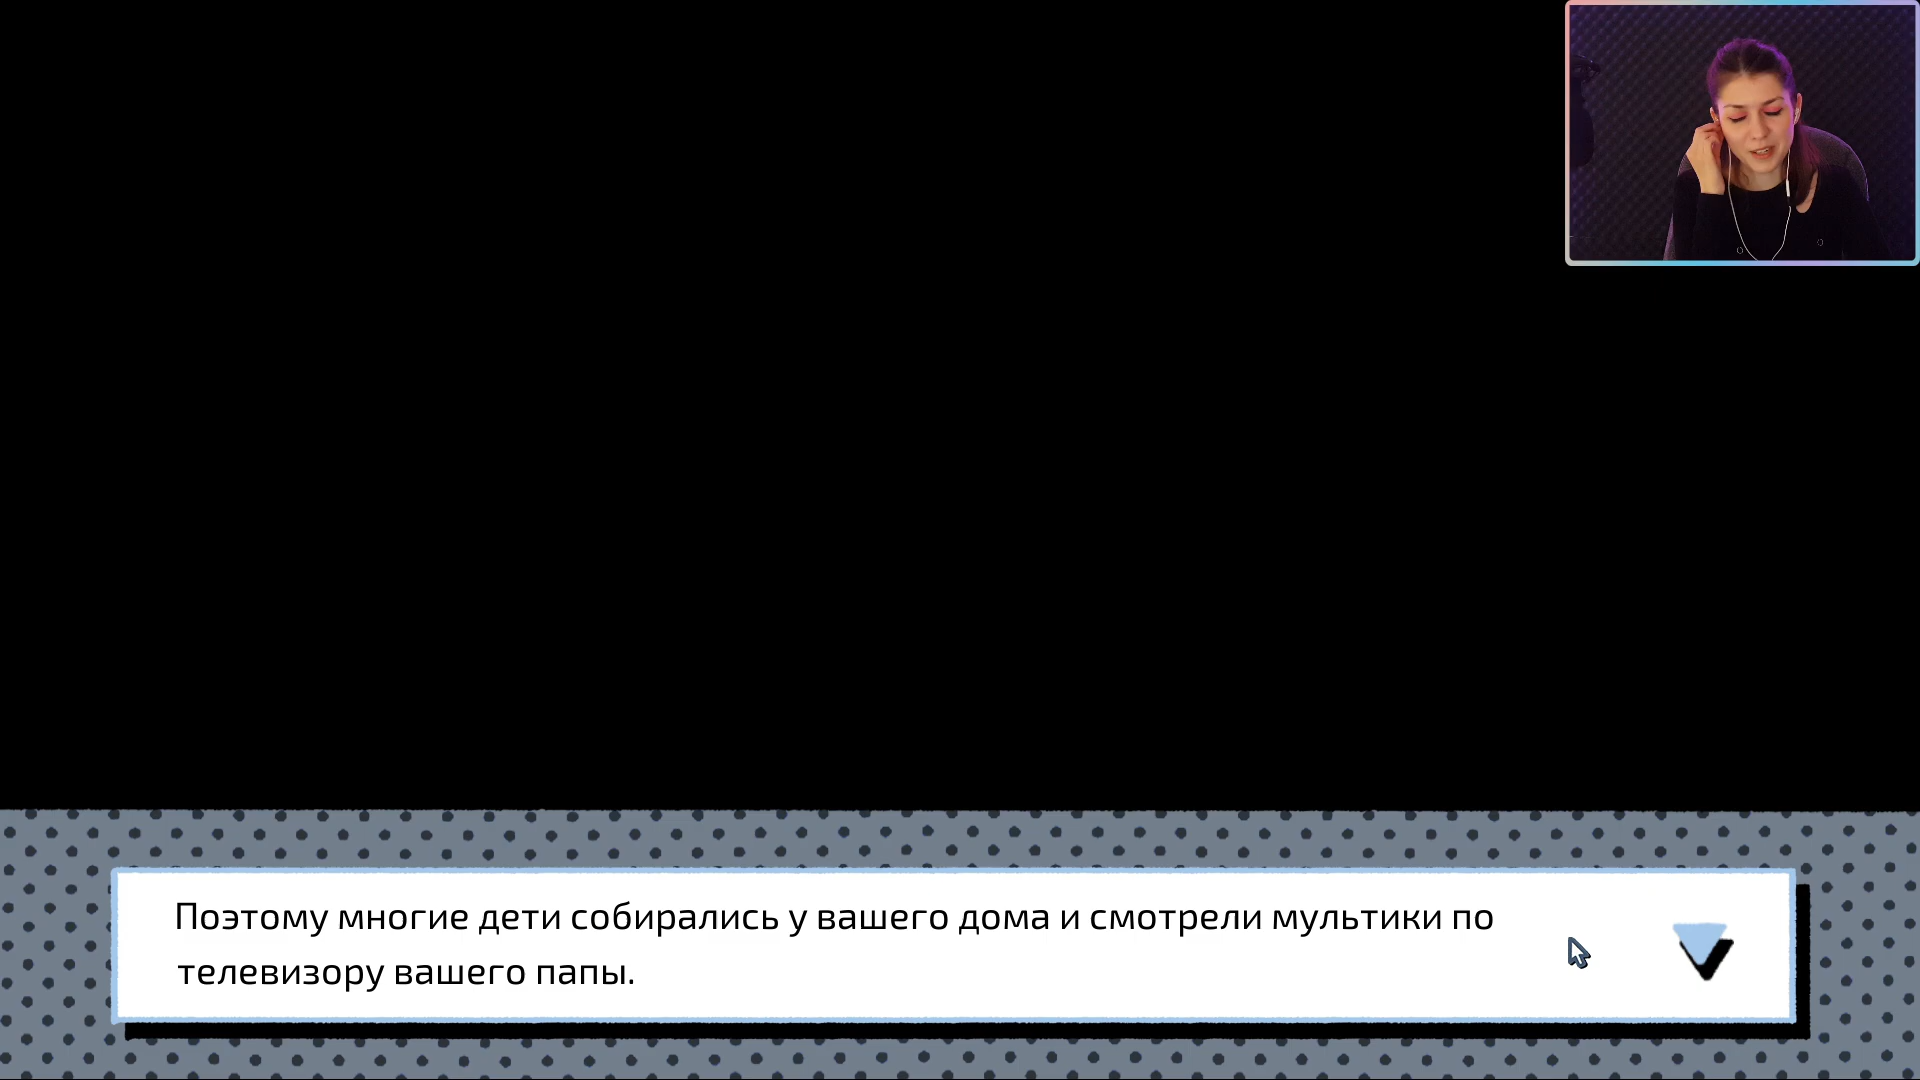 Поэтому многие дети собирались у вашего дома и смотрели мультики по
телевизору вашего папы.